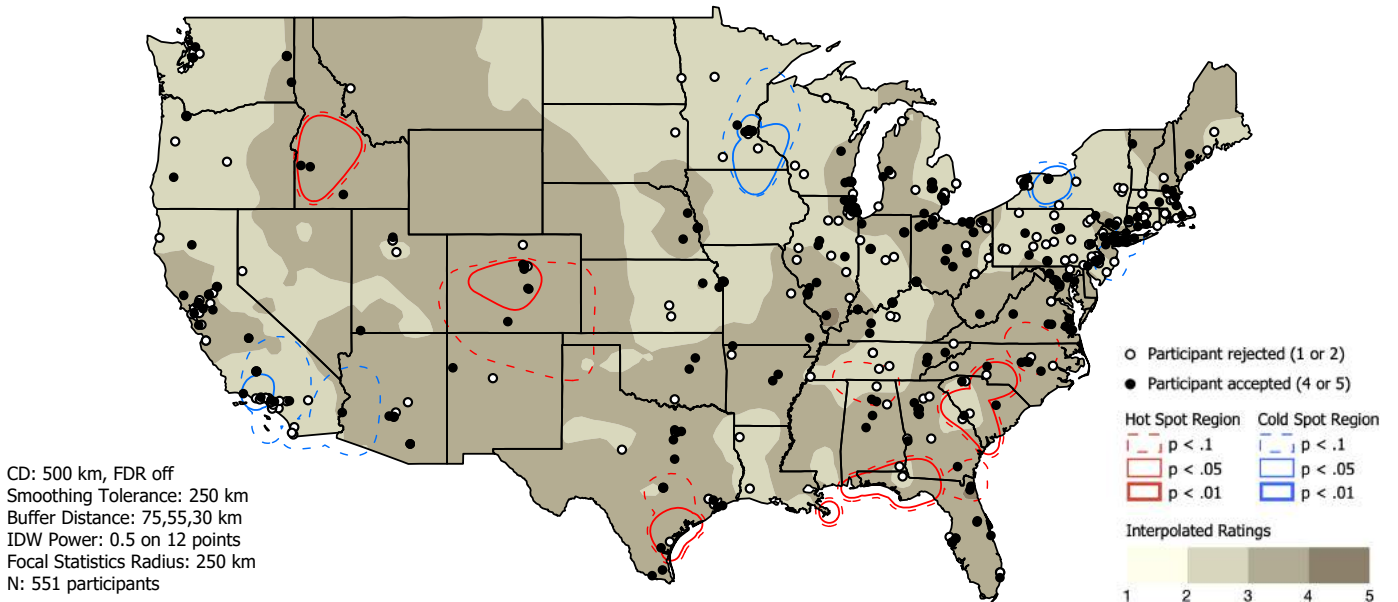 CD: 500 km, FDR off
Smoothing Tolerance: 250 km
Buffer Distance: 75,55,30 km
IDW Power: 0.5 on 12 points
Focal Statistics Radius: 250 km
N: 551 participants
Participant rejected (1 or 2)
Participant accepted (4 or 5)
Hot Spot Region Cold Spot Region
p < .1 p < .1
p < .05 p < .05
p < .01 p < .01
Interpolated Ratings
1 2 3 4 5